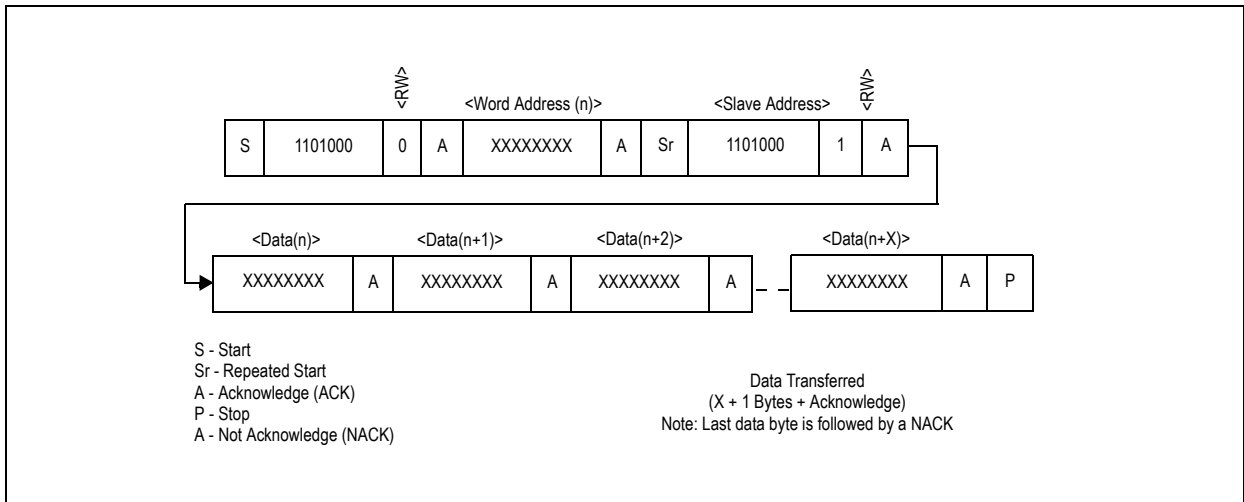 <RW> <Word Address (n)> <Slave Address> <RW>
S 1101000 0 A XXXXXXXX A Sr 1101000 1 A
<Data(n)> <Data(n+1)> <Data(n+2)> <Data(n+X)>
XXXXXXXX A XXXXXXXX A XXXXXXXX A XXXXXXXX A P
S - Start
Sr - Repeated Start
A - Acknowledge (ACK)
P - Stop
A - Not Acknowledge (NACK)
Data Transferred
(X + 1 Bytes + Acknowledge)
Note: Last data byte is followed by a NACK